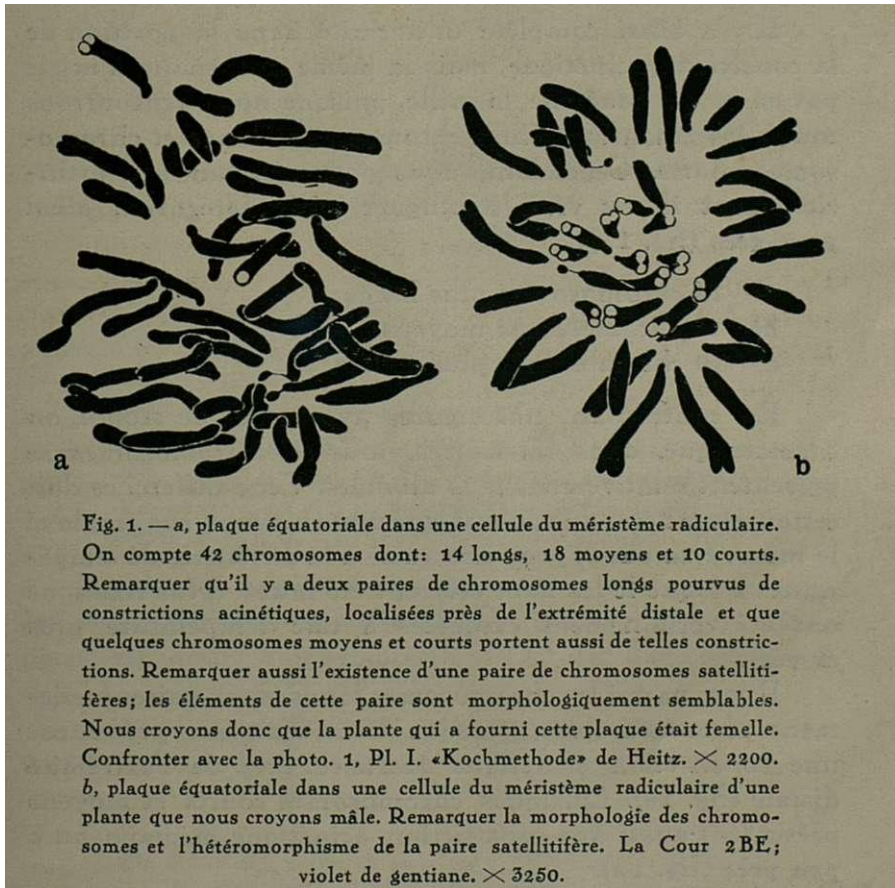 a
b
Fig. 1. — a, plaque équatoriale dans une cellule du méristème radiculaire.
On compte 42 chromosomes dont: 14 longs, 18 moyens et 10 courts.
Remarquer qu'il y a deux paires de chromosomes longs pourvus de
constrictions acinétiques, localisées près de l'extrémité distale et que
quelques chromosomes moyens et courts portent aussi de telles constric-
tions. Remarquer aussi l'existence d'une paire de chromosomes satelliti-
fères; les éléments de cette paire sont morphologiquement semblables.
Nous croyons donc que la plante qui a fourni cette plaque était femelle.
Confronter avec la photo. 1, Pl. I. «Kochmethode» de Heitz. × 2200.
b, plaque équatoriale dans une cellule du méristème radiculaire d'une
plante que nous croyons mâle. Remarquer la morphologie des chromo-
somes et l'hétéromorphisme de la paire satellitifère. La Cour 2BE;
violet de gentiane. × 3250.